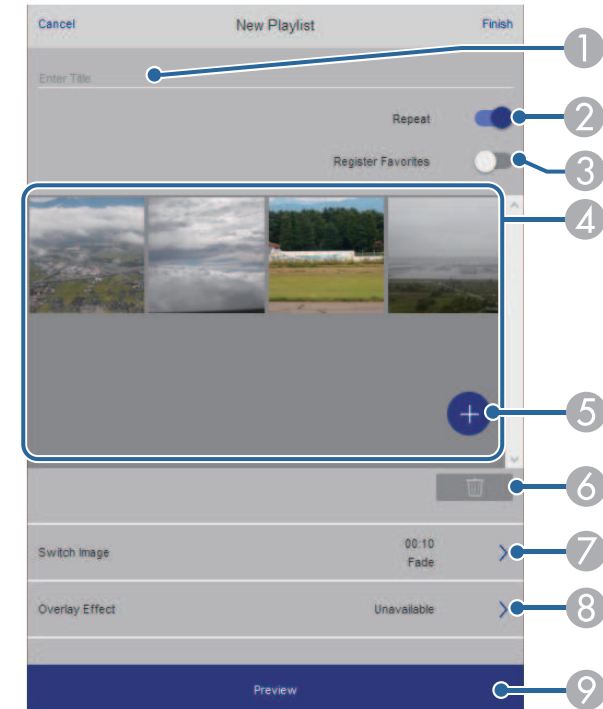 Cancel New Playlist Finish
1
Enter Title
Repeat 2
Register Favorites 3
4
5
6
Switch Image 00:10 7
Fade
Overlay Effect Unavailable 8
Preview 9